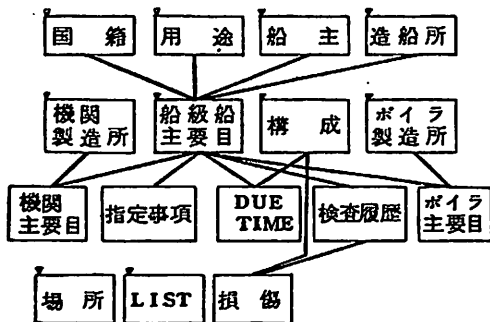 国籍
用途
船主
造船所
機関
製造所
船級船
主要目
構成
ボイラ
製造所
機関
主要目
指定事項
DUE
TIME
検査履歴
ボイラ
主要目
場所
LIST
損傷